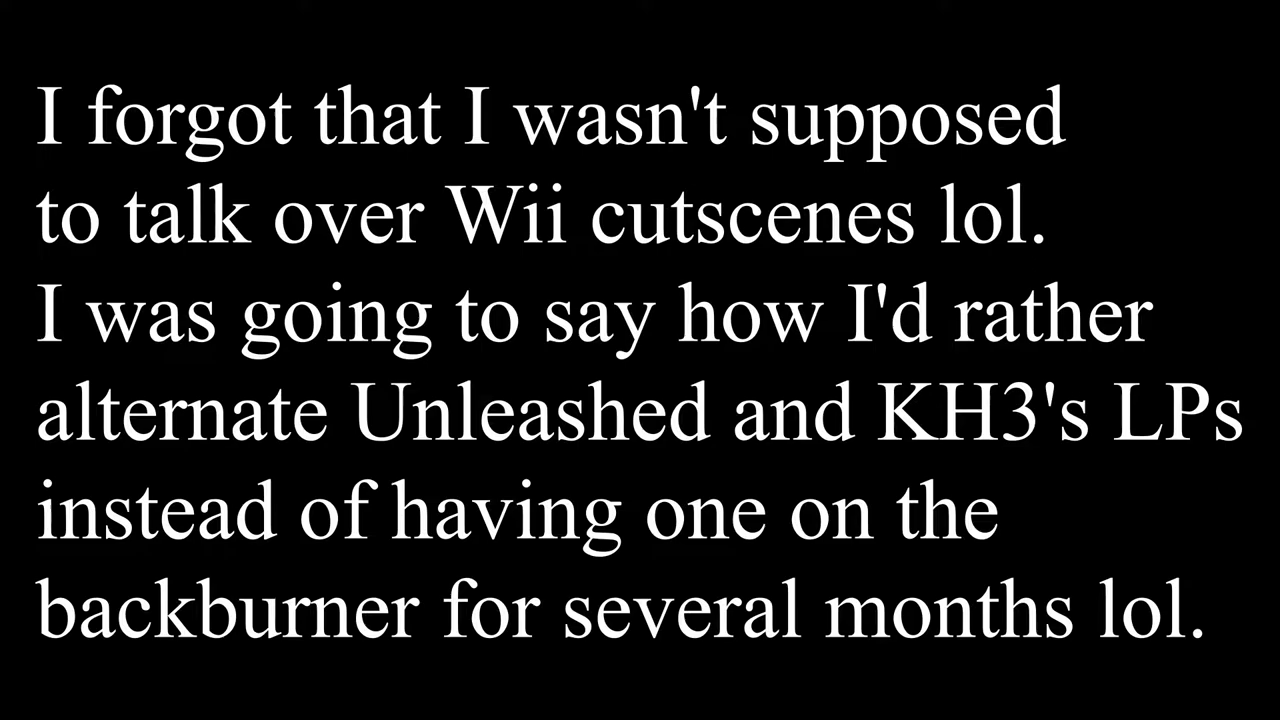 I forgot that I wasn't supposed
to talk over Wii cutscenes lol.
I was going to say how I'd rather
alternate Unleashed and KH3's LPs
instead of having one on the
backburner for several months lol.